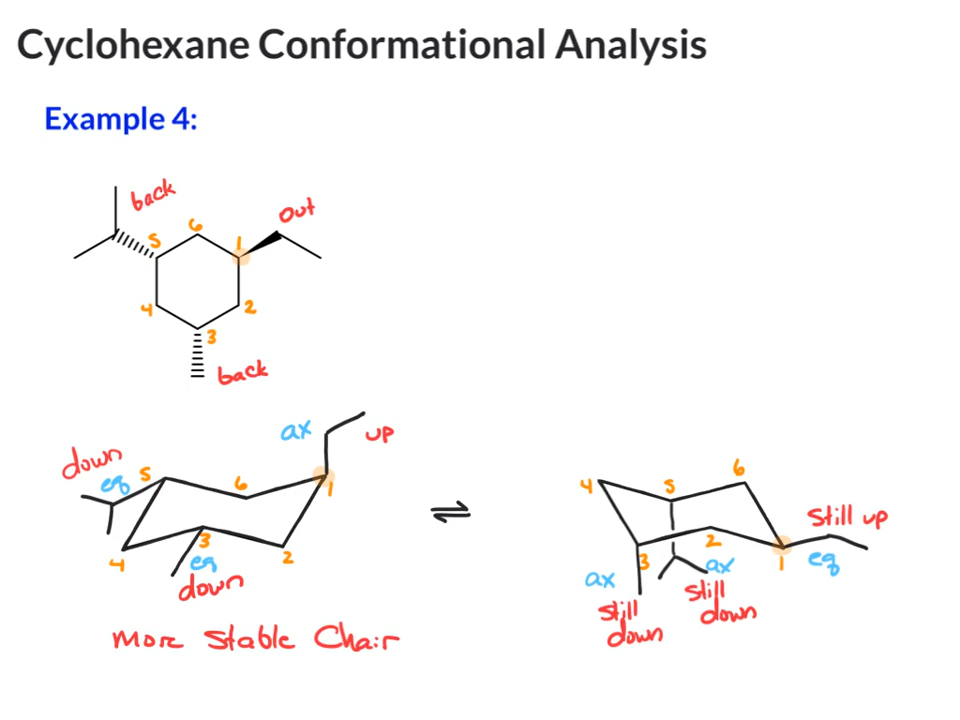 Cyclohexane Conformational Analysis
Example 4:
back
out
5
6
1
4
2
3
back
ax
up
down
eq
5
6
1
3
eq
2
4
down
More Stable Chair
⇌
4
5
6
still up
2
3
ax
1
eq
ax
still
down
still
down